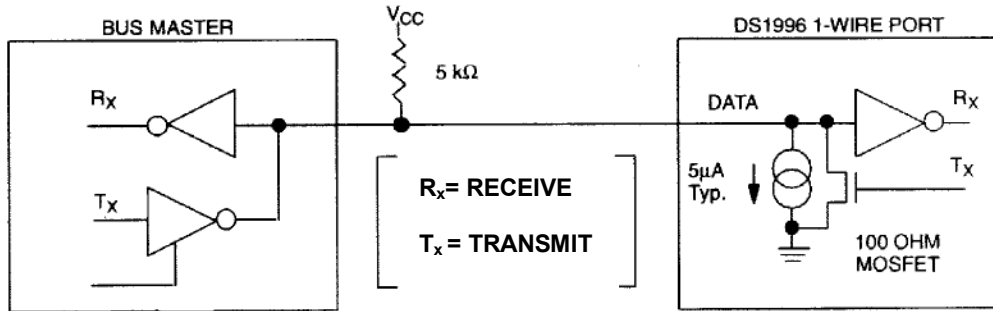 BUS MASTER
RX
TX
VCC
5 kΩ
Rx= RECEIVE
Tx = TRANSMIT
DS1996 1-WIRE PORT
DATA
RX
5μA
Typ.
TX
100 OHM
MOSFET